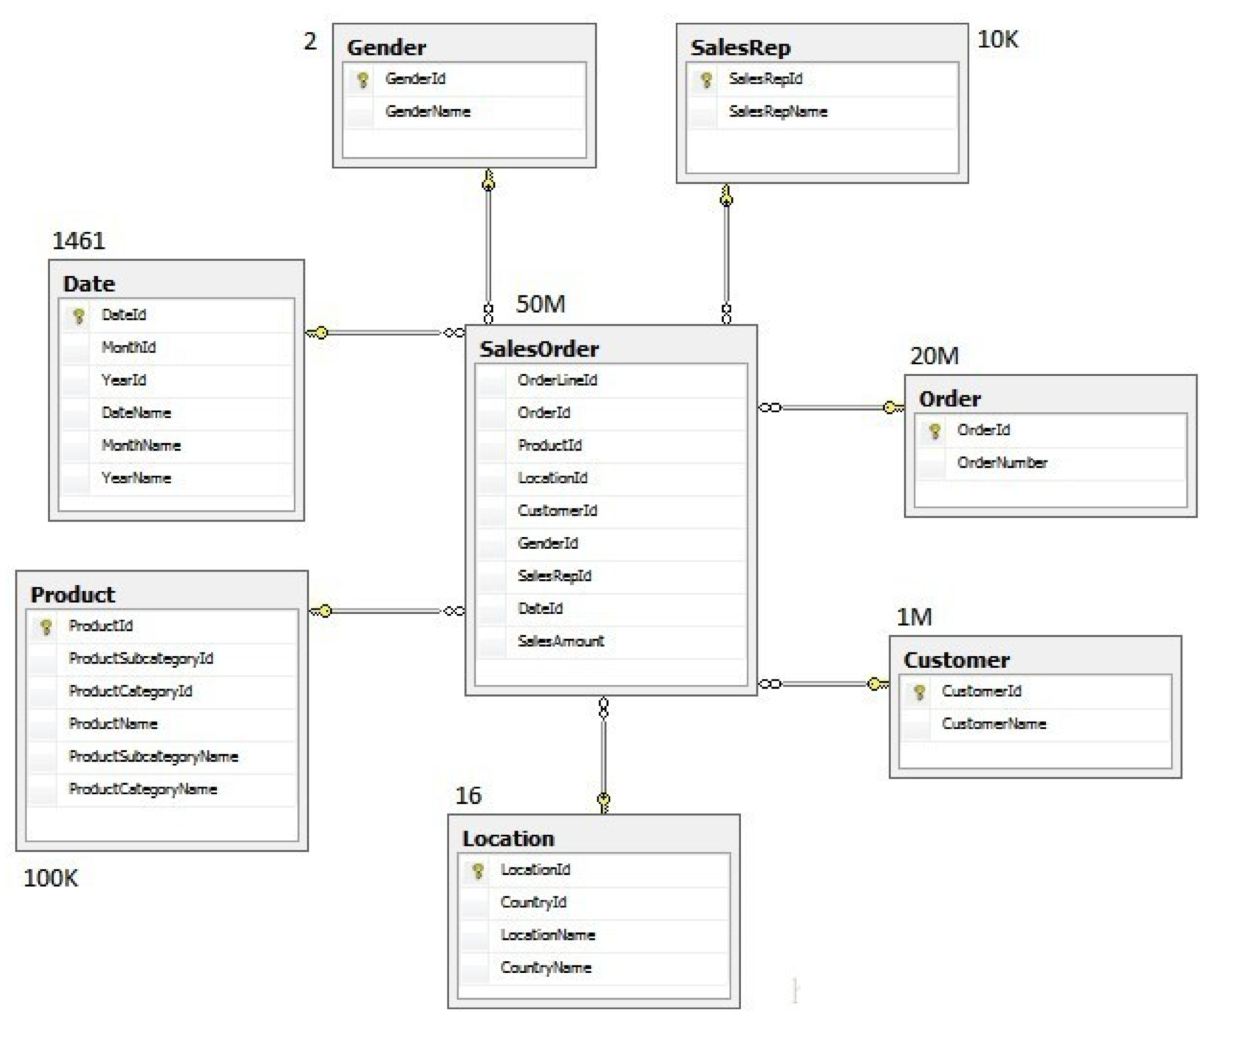 2
Gender
GenderId
GenderName
SalesRep
10K
SalesRepId
SalesRepName
1461
Date
DateId
MonthId
YearId
DateName
MonthName
YearName
50M
SalesOrder
OrderLineId
OrderId
ProductId
LocationId
CustomerId
GenderId
SalesRepId
DateId
SalesAmount
20M
Order
OrderId
OrderNumber
Product
ProductId
ProductSubcategoryId
ProductCategoryId
ProductName
ProductSubcategoryName
ProductCategoryName
100K
1M
Customer
CustomerId
CustomerName
16
Location
LocationId
CountryId
LocationName
CountryName